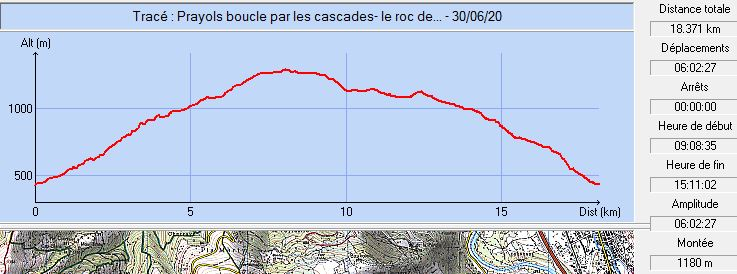 Tracé : Prayols boucle par les cascades- le roc de... - 30/06/20
Alt (m)
1000
500
0
5
10
15
Dist (km)
Distance totale
18.371 km
Déplacements
06:02:27
Arrêts
00:00:00
Heure de début
09:08:35
Heure de fin
15:11:02
Amplitude
06:02:27
Montée
1180 m